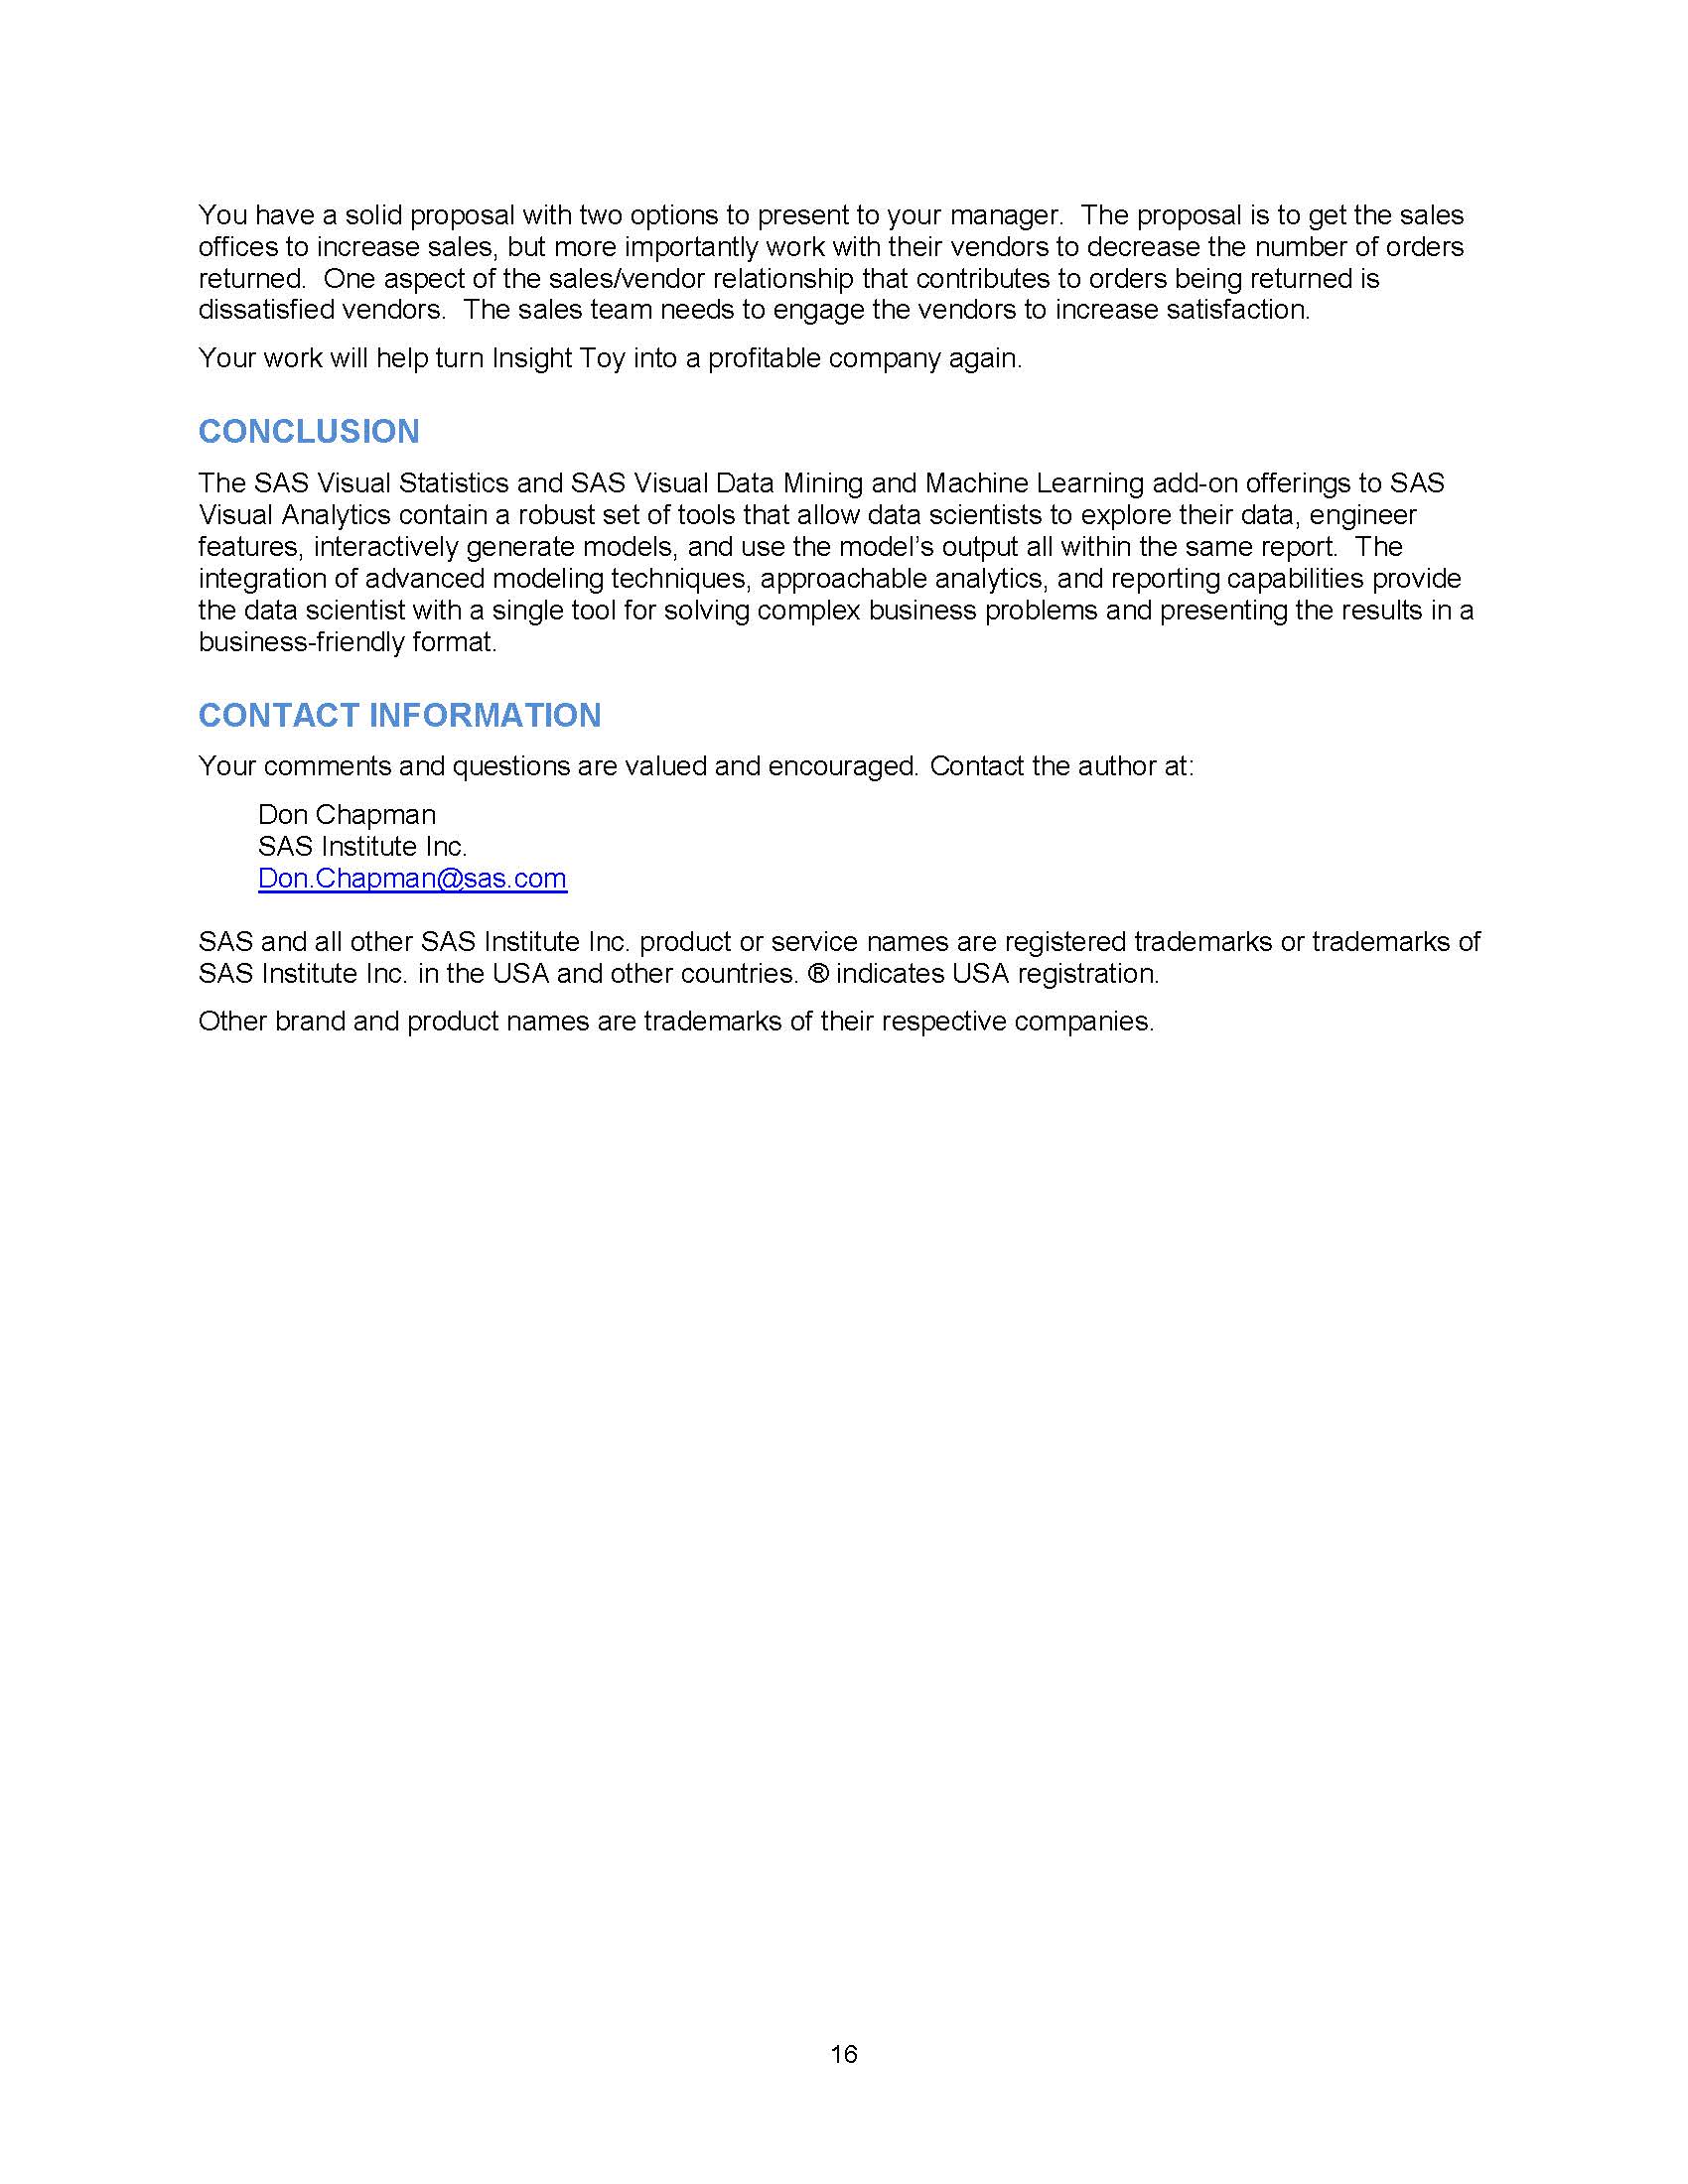 You have a solid proposal with two options to present to your manager.  The proposal is to get the sales
offices to increase sales, but more importantly work with their vendors to decrease the number of orders
returned.  One aspect of the sales/vendor relationship that contributes to orders being returned is
dissatisfied vendors.  The sales team needs to engage the vendors to increase satisfaction.
Your work will help turn Insight Toy into a profitable company again.
CONCLUSION
The SAS Visual Statistics and SAS Visual Data Mining and Machine Learning add-on offerings to SAS
Visual Analytics contain a robust set of tools that allow data scientists to explore their data, engineer
features, interactively generate models, and use the model’s output all within the same report.  The
integration of advanced modeling techniques, approachable analytics, and reporting capabilities provide
the data scientist with a single tool for solving complex business problems and presenting the results in a
business-friendly format.
CONTACT INFORMATION
Your comments and questions are valued and encouraged. Contact the author at:
Don Chapman
SAS Institute Inc.
Don.Chapman@sas.com
SAS and all other SAS Institute Inc. product or service names are registered trademarks or trademarks of
SAS Institute Inc. in the USA and other countries. ® indicates USA registration.
Other brand and product names are trademarks of their respective companies.
16